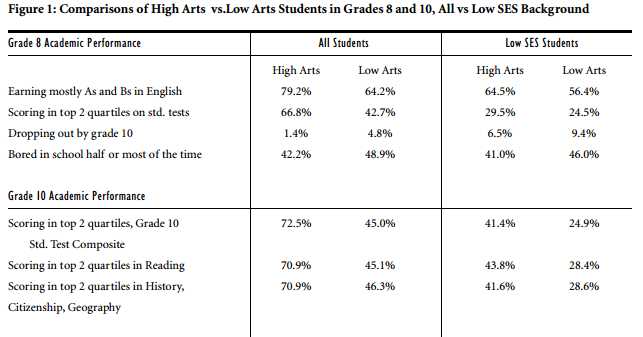 Figure 1: Comparisons of High Arts vs.Low Arts Students in Grades 8 and 10, All vs Low SES Background
Grade 8 Academic Performance All Students Low SES Students
High Arts Low Arts High Arts Low Arts
Earning mostly As and Bs in English 79.2% 64.2% 64.5% 56.4%
Scoring in top 2 quartiles on std. tests 66.8% 42.7% 29.5% 24.5%
Dropping out by grade 10 1.4% 4.8% 6.5% 9.4%
Bored in school half or most of the time 42.2% 48.9% 41.0% 46.0%
Grade 10 Academic Performance
Scoring in top 2 quartiles, Grade 10 72.5% 45.0% 41.4% 24.9%
Std. Test Composite
Scoring in top 2 quartiles in Reading 70.9% 45.1% 43.8% 28.4%
Scoring in top 2 quartiles in History, 70.9% 46.3% 41.6% 28.6%
Citizenship, Geography